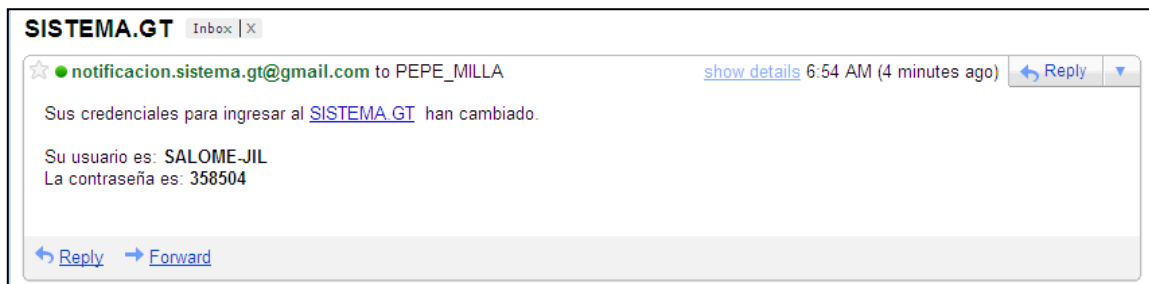 SISTEMA.GT Inbox | X
notificacion.sistema.gt@gmail.com to PEPE_MILLA show details 6:54 AM (4 minutes ago) Reply
Sus credenciales para ingresar al SISTEMA.GT han cambiado.
Su usuario es: SALOME-JIL
La contraseña es: 358504
Reply Forward